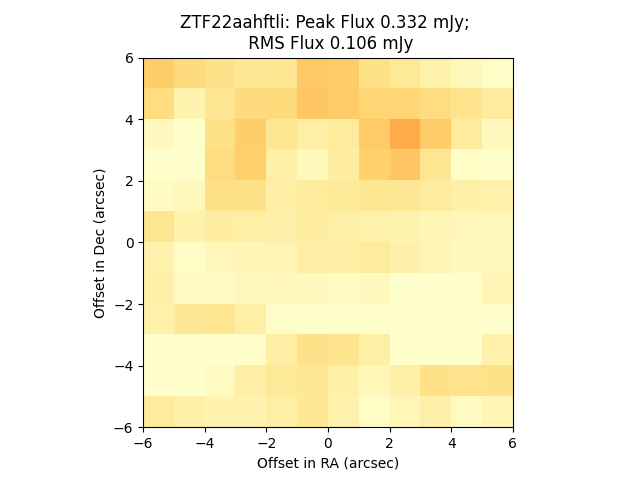 ZTF22aahftli: Peak Flux 0.332 mJy;
RMS Flux 0.106 mJy
6
4
2
0
−2
−4
−6
Offset in Dec (arcsec)
−6 −4 −2 0 2 4 6
Offset in RA (arcsec)